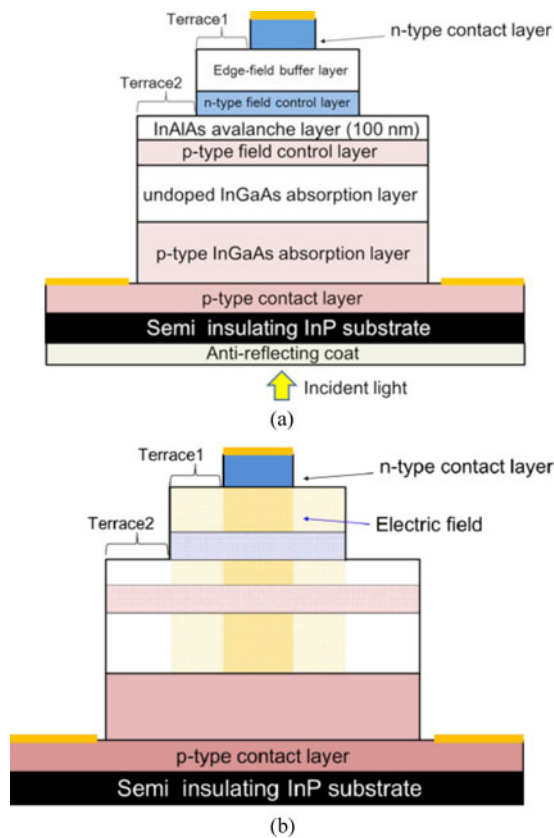 Terrace1
n-type contact layer
Edge-field buffer layer
Terrace2
n-type field control layer
InAlAs avalanche layer (100 nm)
p-type field control layer
undoped InGaAs absorption layer
p-type InGaAs absorption layer
p-type contact layer
Semi insulating InP substrate
Anti-reflecting coat
Incident light
(a)
Terrace1
n-type contact layer
Terrace2
Electric field
p-type contact layer
Semi insulating InP substrate
(b)